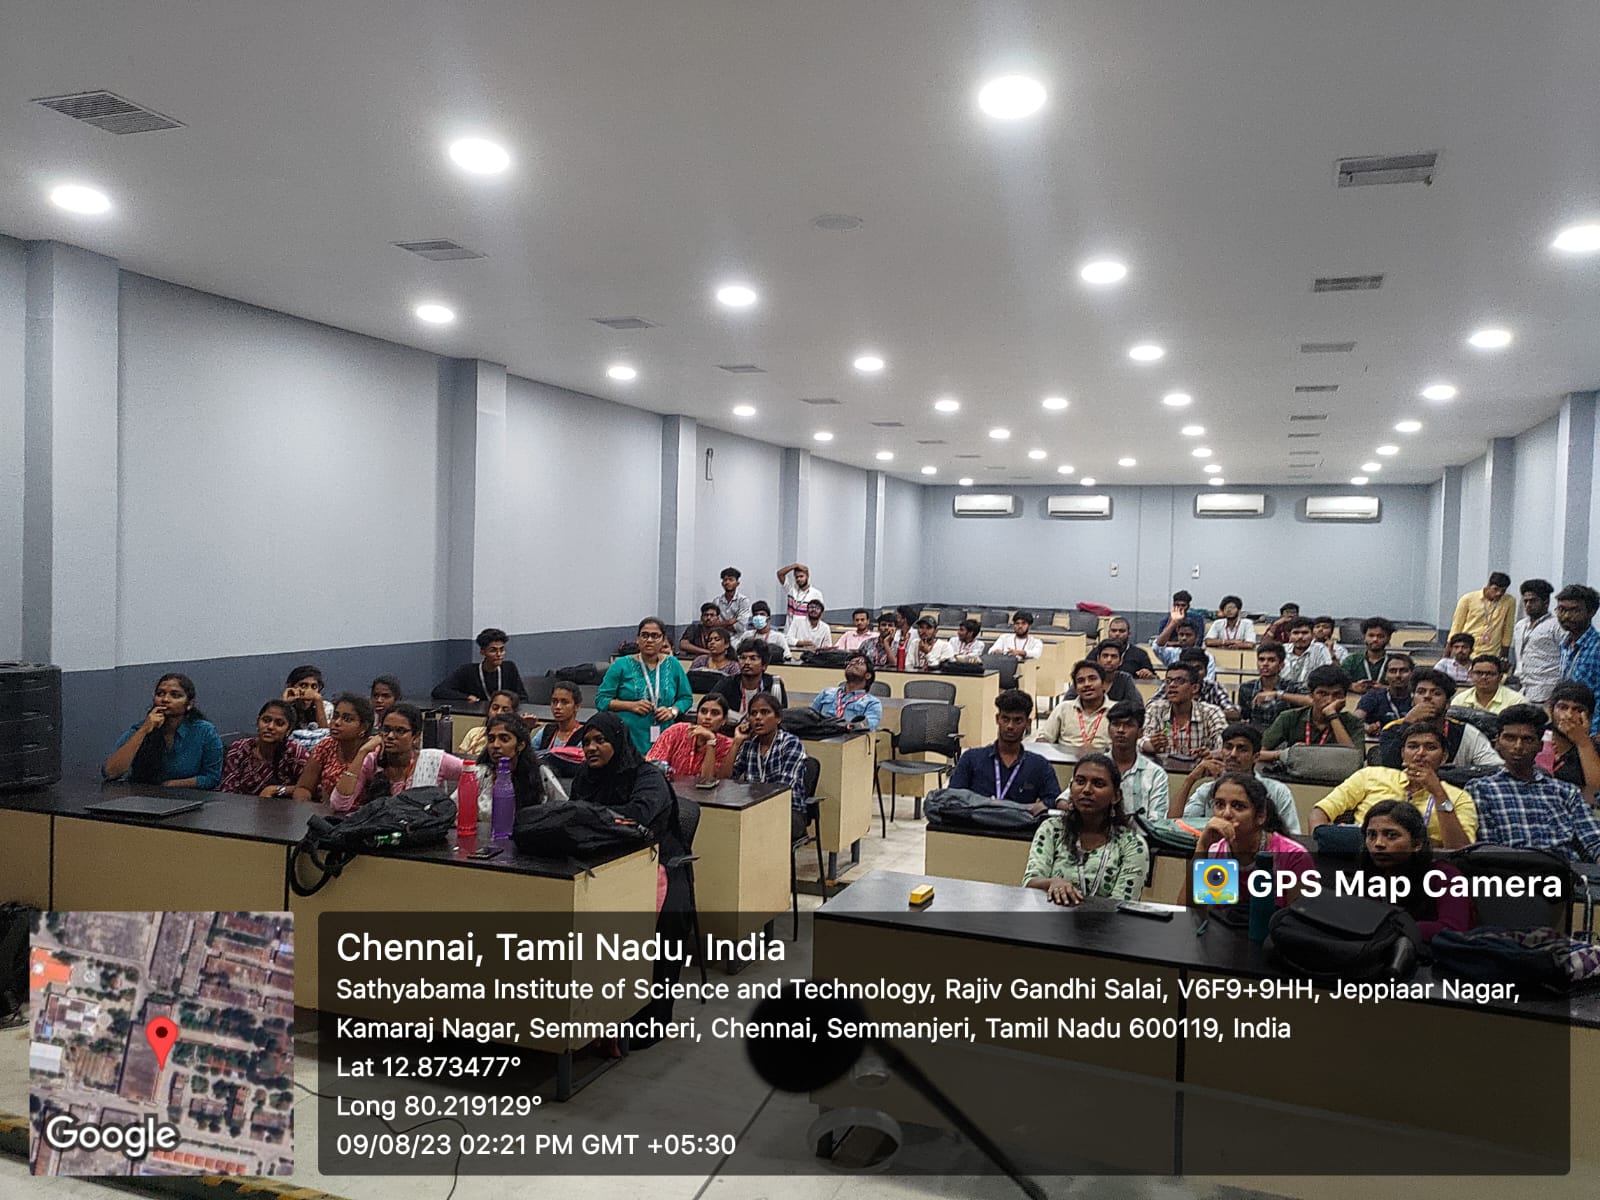 GPS Map Camera
Chennai, Tamil Nadu, India
Sathyabama Institute of Science and Technology, Rajiv Gandhi Salai, V6F9+9HH, Jeppiaar Nagar,
Kamaraj Nagar, Semmancheri, Chennai, Semmanjeri, Tamil Nadu 600119, India
Lat 12.873477°
Long 80.219129°
09/08/23 02:21 PM GMT +05:30
Google